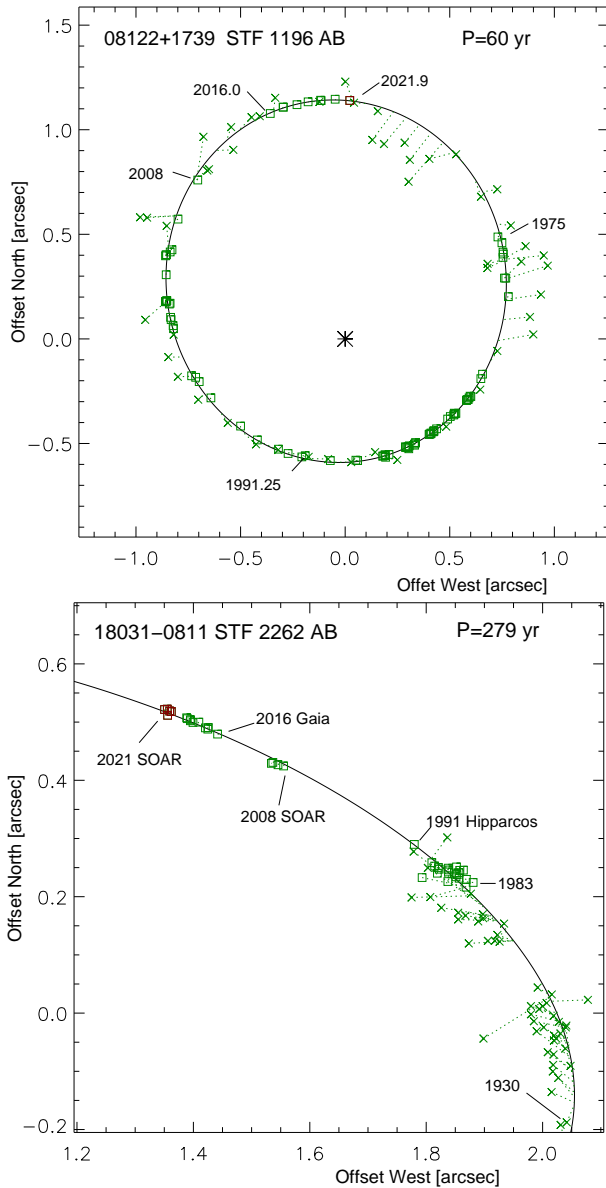 08122+1739 STF 1196 AB P=60 yr
1.5
1.0
0.5
0.0
−0.5
Offset North [arcsec]
2016.0
2021.9
2008
1975
1991.25
−1.0 −0.5 0.0 0.5 1.0
Offet West [arcsec]
18031−0811 STF 2262 AB P=279 yr
0.6
0.4
0.2
0.0
−0.2
Offset North [arcsec]
2016 Gaia
2021 SOAR
2008 SOAR
1991 Hipparcos
1983
1930
1.2 1.4 1.6 1.8 2.0
Offset West [arcsec]